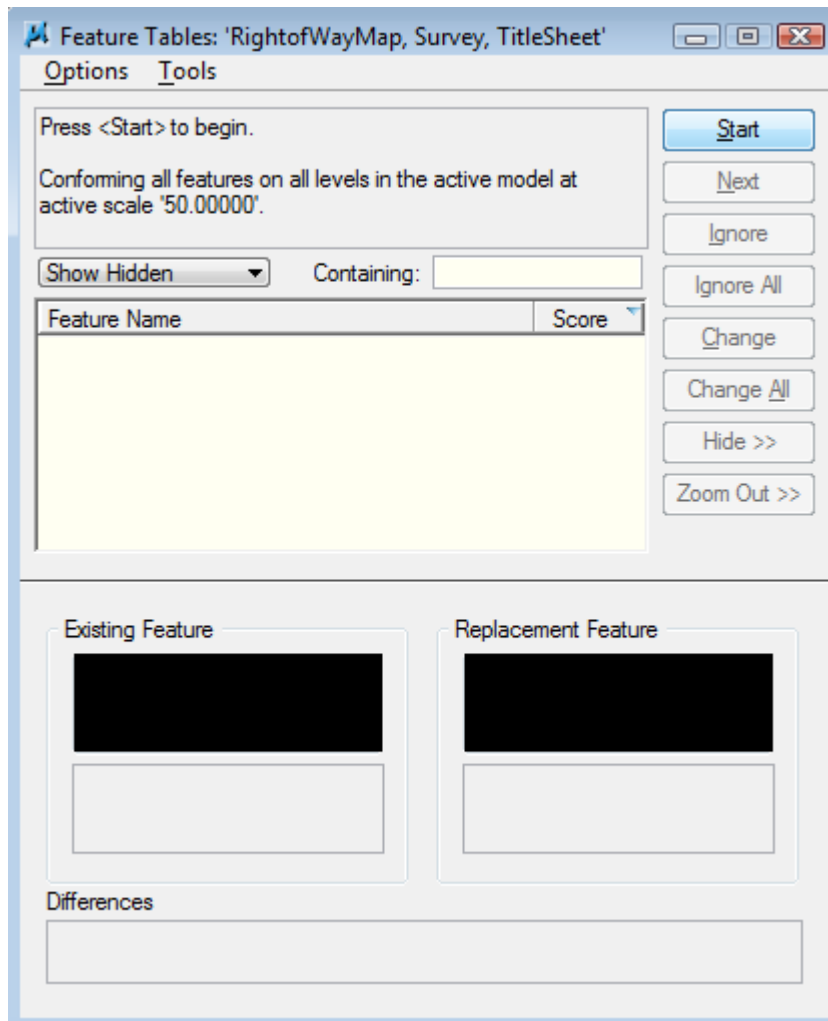 Feature Tables: 'RightofWayMap, Survey, TitleSheet'
Options Tools
Press <Start> to begin.
Conforming all features on all levels in the active model at
active scale '50.00000'.
Start
Next
Ignore
Ignore All
Change
Change All
Hide >>
Zoom Out >>
Show Hidden Containing:
Feature Name Score
Existing Feature Replacement Feature
Differences